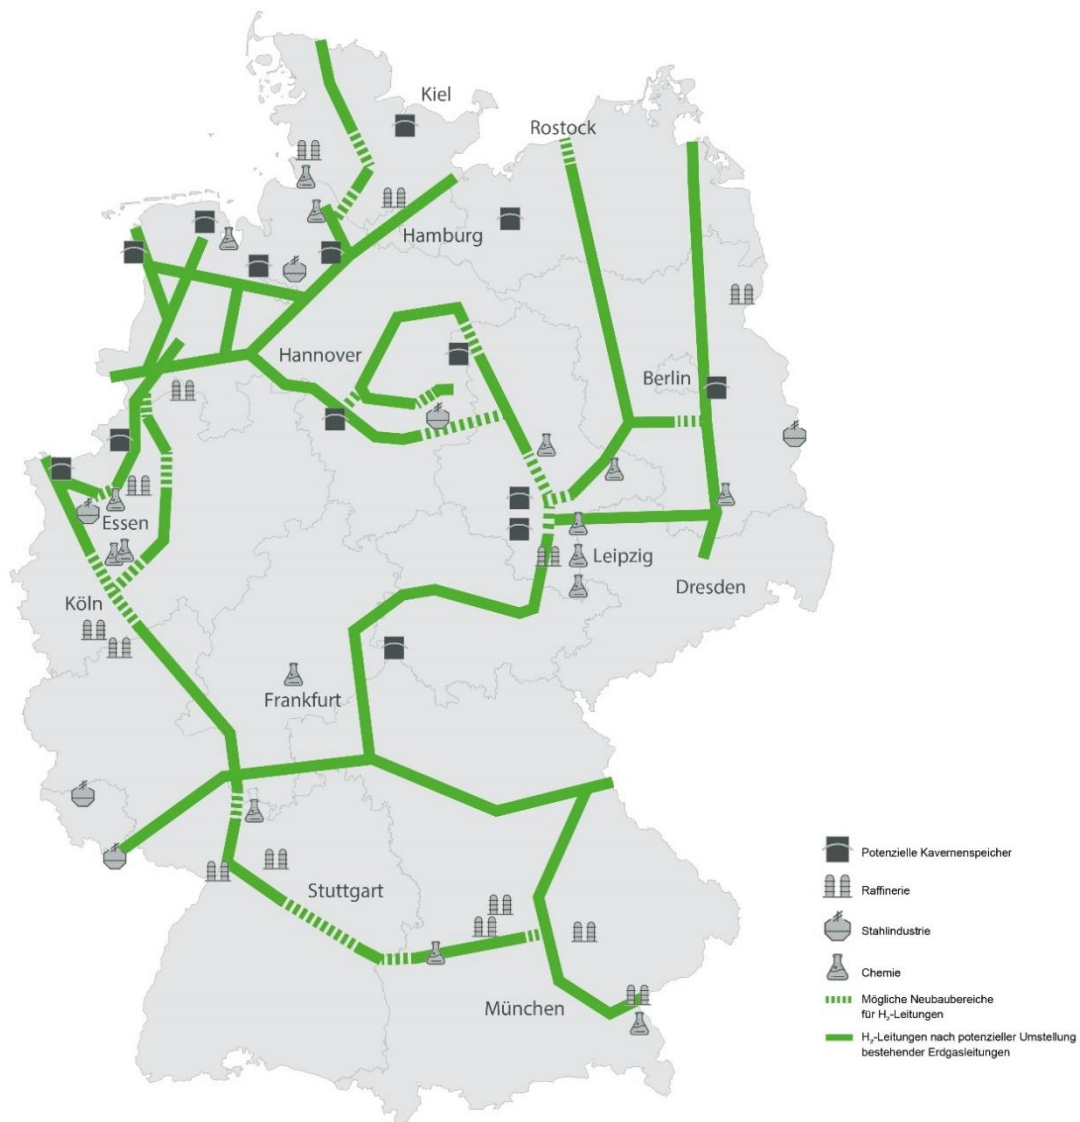 Kiel
Rostock
Hamburg
Hannover
Berlin
Essen
Leipzig
Dresden
Köln
Frankfurt
Stuttgart
München
Potenzielle Kavernenspeicher
Raffinerie
Stahlindustrie
Chemie
Mögliche Neubaubereiche
für H₂-Leitungen
H₂-Leitungen nach potenzieller Umstellung
bestehender Erdgasleitungen